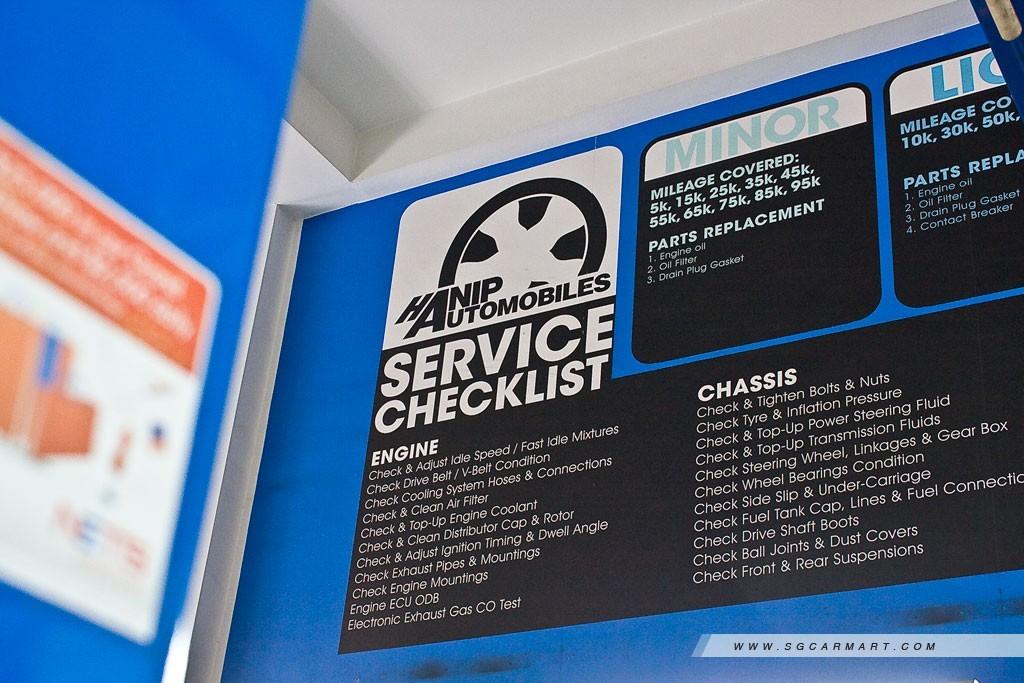 HANIP
AUTOMOBILES
SERVICE
CHECKLIST
ENGINE
Check & Adjust Idle Speed / Fast Idle Mixtures
Check Drive Belt / V-Belt Condition
Check Cooling System Hoses & Connections
Check & Clean Air Filter
Check & Top-Up Engine Coolant
Check & Clean Distributor Cap & Rotor
Check & Adjust Ignition Timing & Dwell Angle
Check Exhaust Pipes & Mountings
Check Engine Mountings
Engine ECU ODB
Electronic Exhaust Gas CO Test
MINOR
MILEAGE COVERED:
5k, 15k, 25k, 35k, 45k,
55k, 65k, 75k, 85k, 95k
PARTS REPLACEMENT
1. Engine oil
2. Oil Filter
3. Drain Plug Gasket
LIG
MILEAGE CO
10k, 30k, 50k,
PARTS REPLA
1. Engine oil
2. Oil Filter
3. Drain Plug Gasket
4. Contact Breaker
CHASSIS
Check & Tighten Bolts & Nuts
Check Tyre & Inflation Pressure
Check & Top-Up Power Steering Fluid
Check & Top-Up Transmission Fluids
Check Steering Wheel, Linkages & Gear Box
Check Wheel Bearings Condition
Check Side Slip & Under-Carriage
Check Fuel Tank Cap, Lines & Fuel Connectio
Check Drive Shaft Boots
Check Ball Joints & Dust Covers
Check Front & Rear Suspensions
WWW.SGCARMART.COM